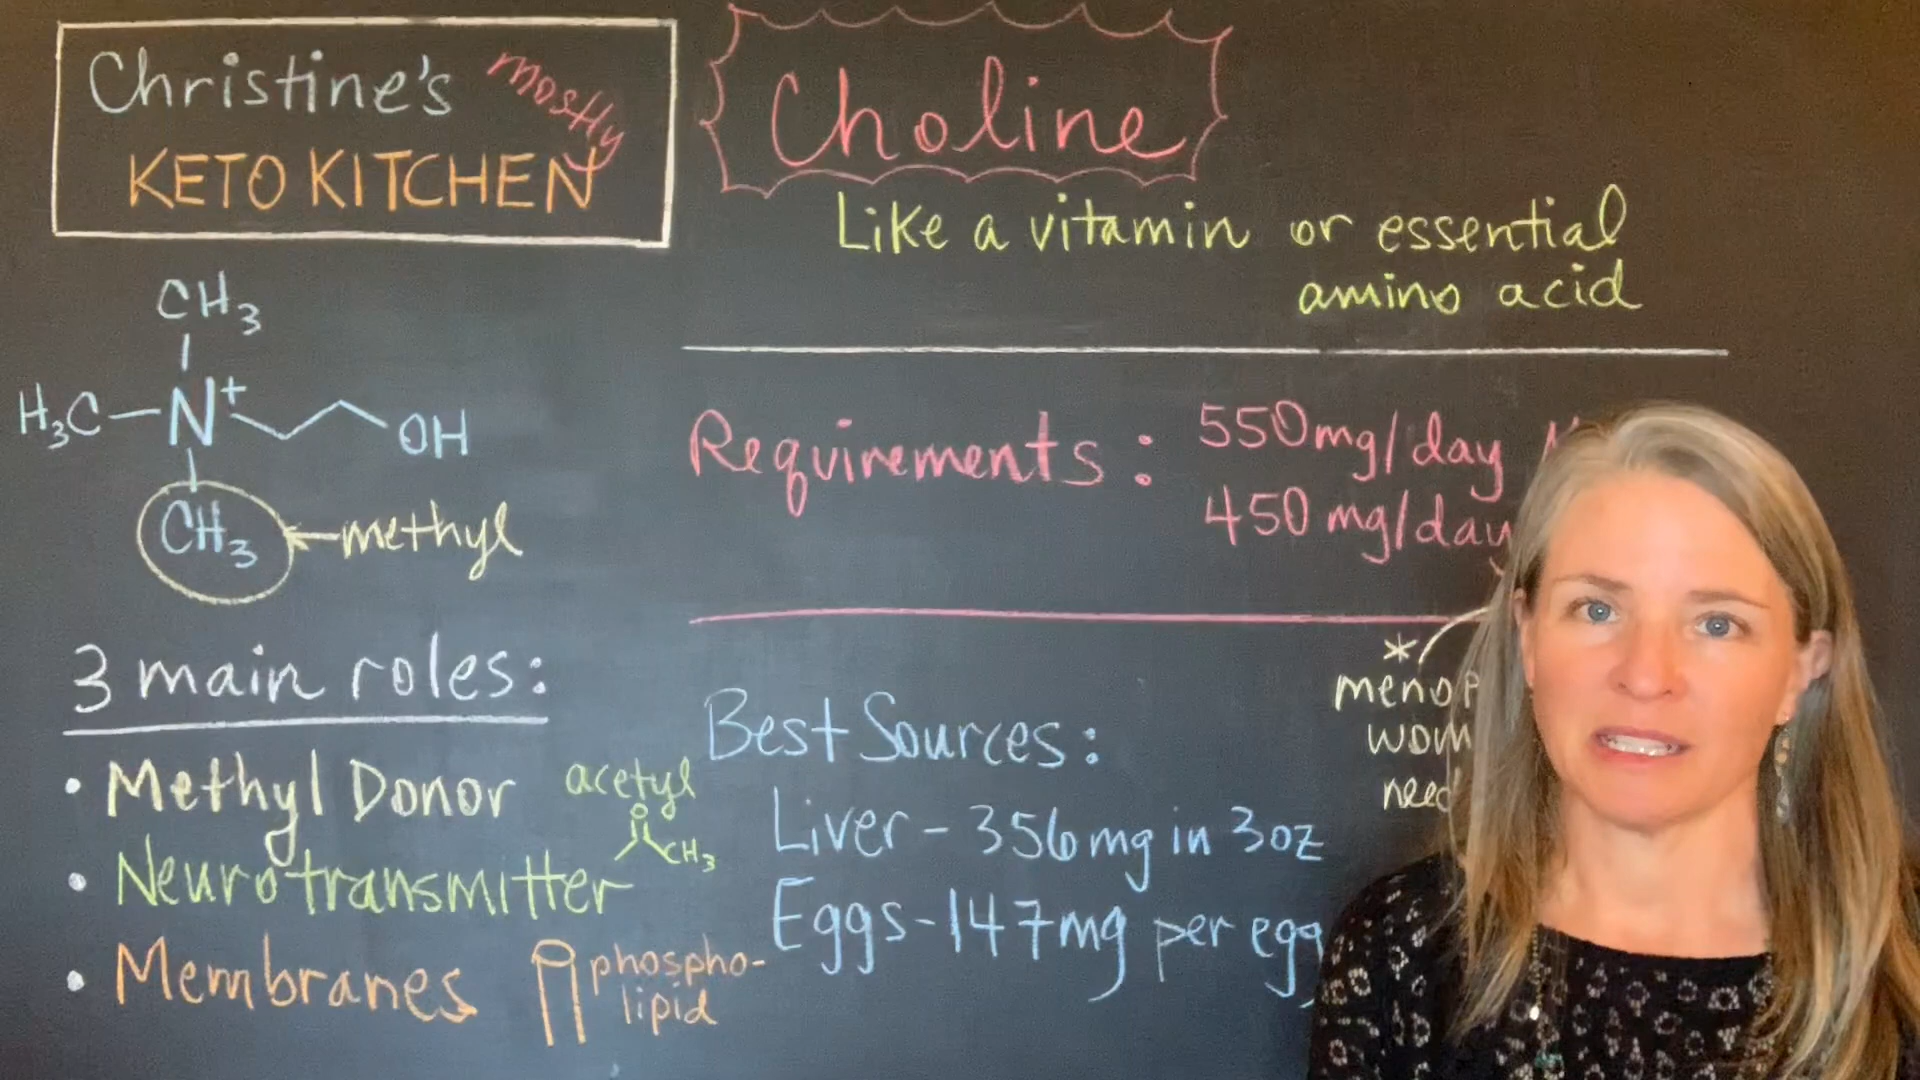 Christine's
mostly
KETO KITCHEN
Choline
Like a vitamin or essential
amino acid
CH3
H3C N+ OH
CH3 methyl
Requirements: 550mg/day
450 mg/day
3 main roles:
• Methyl Donor
• Neurotransmitter
• Membranes
acetyl
O
CH3
phospho-
lipid
Best Sources:
Liver - 356mg in 3oz
Eggs - 147mg per egg
*